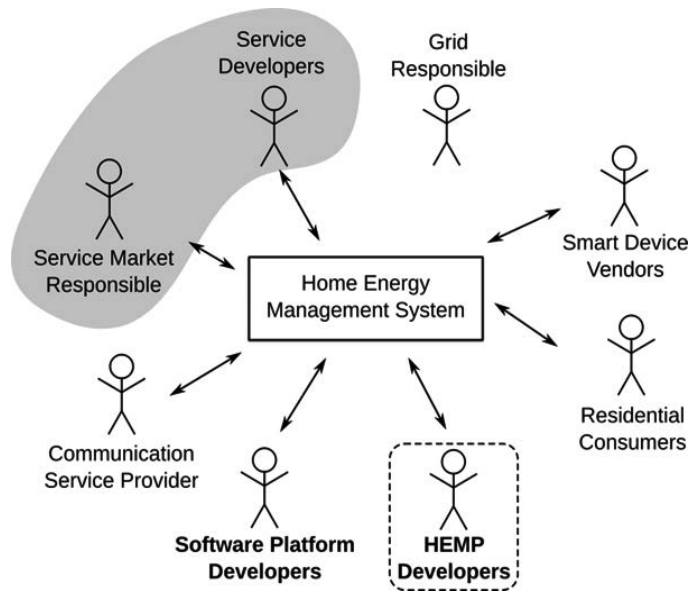 Service
Developers
Grid
Responsible
Service Market
Responsible
Smart Device
Vendors
Home Energy
Management System
Communication
Service Provider
Residential
Consumers
Software Platform
Developers
HEMP
Developers